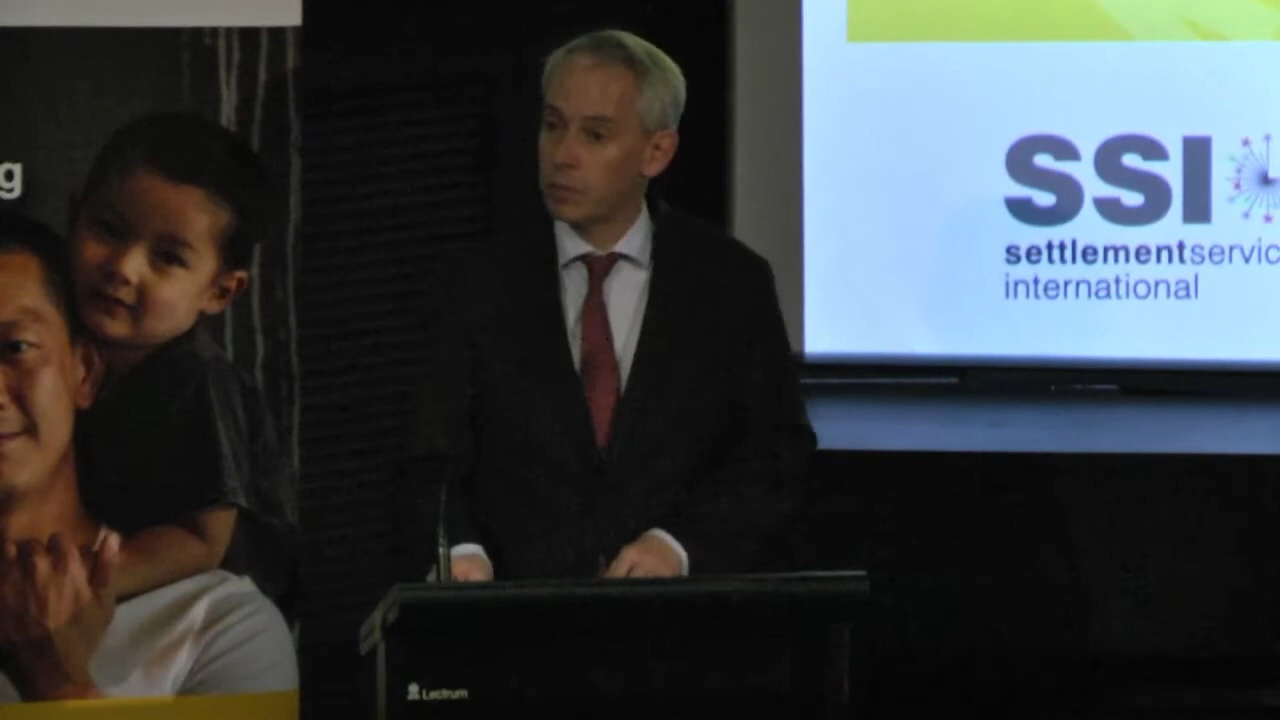 g
SSI
settlementservic
international
Lectrum